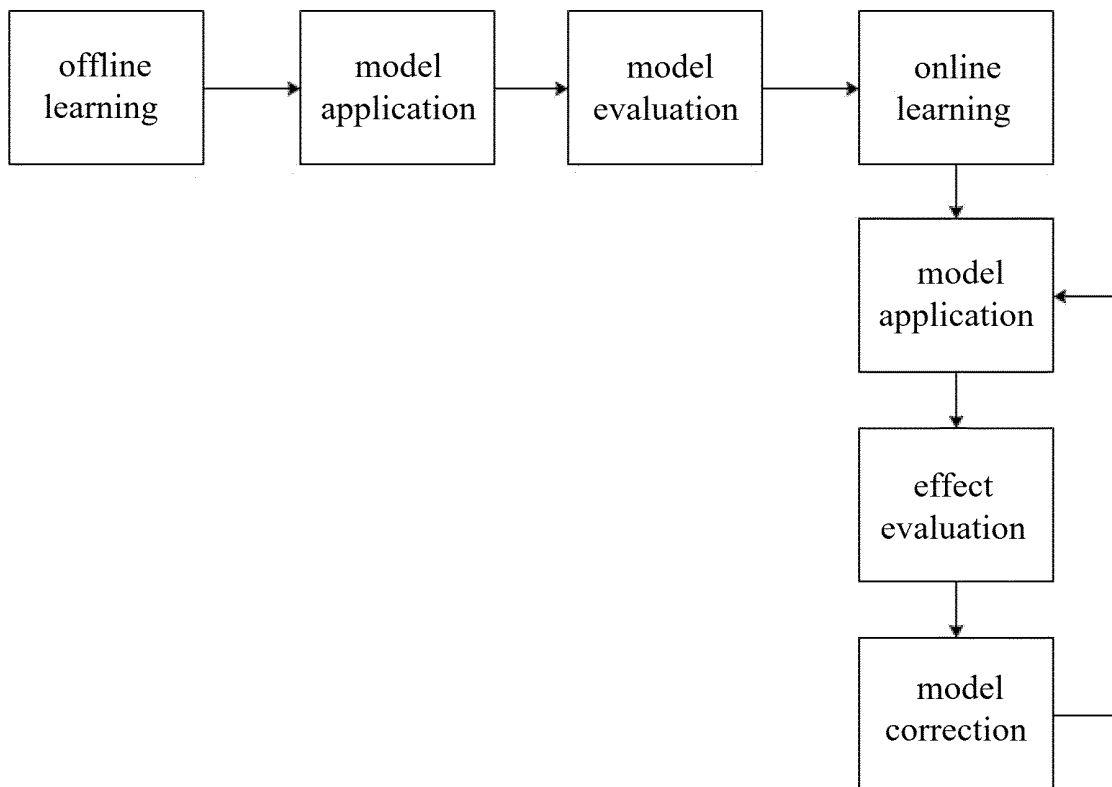 offline
learning
model
application
model
evaluation
online
learning
model
application
effect
evaluation
model
correction